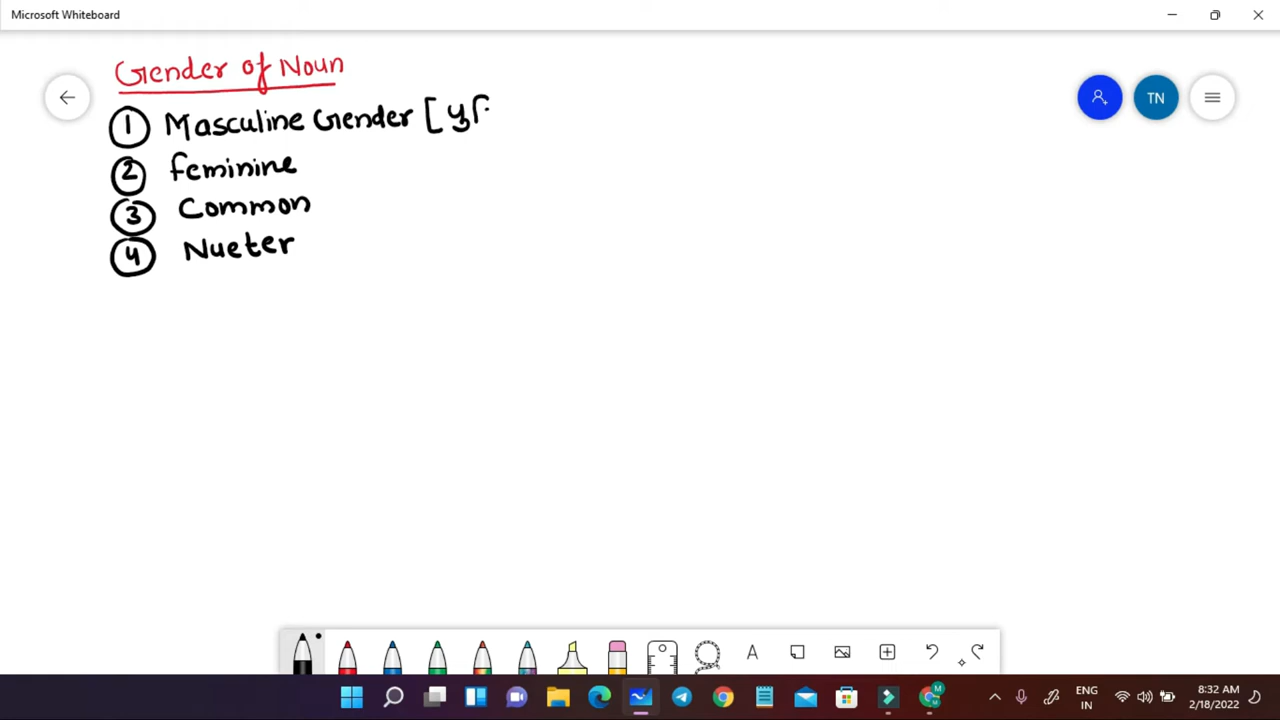 Microsoft Whiteboard
Gender of Noun
1 Masculine Gender [
2 Feminine
3 Common
4 Nueter
TN
A
ENG
IN
8:32 AM
2/18/2022
M